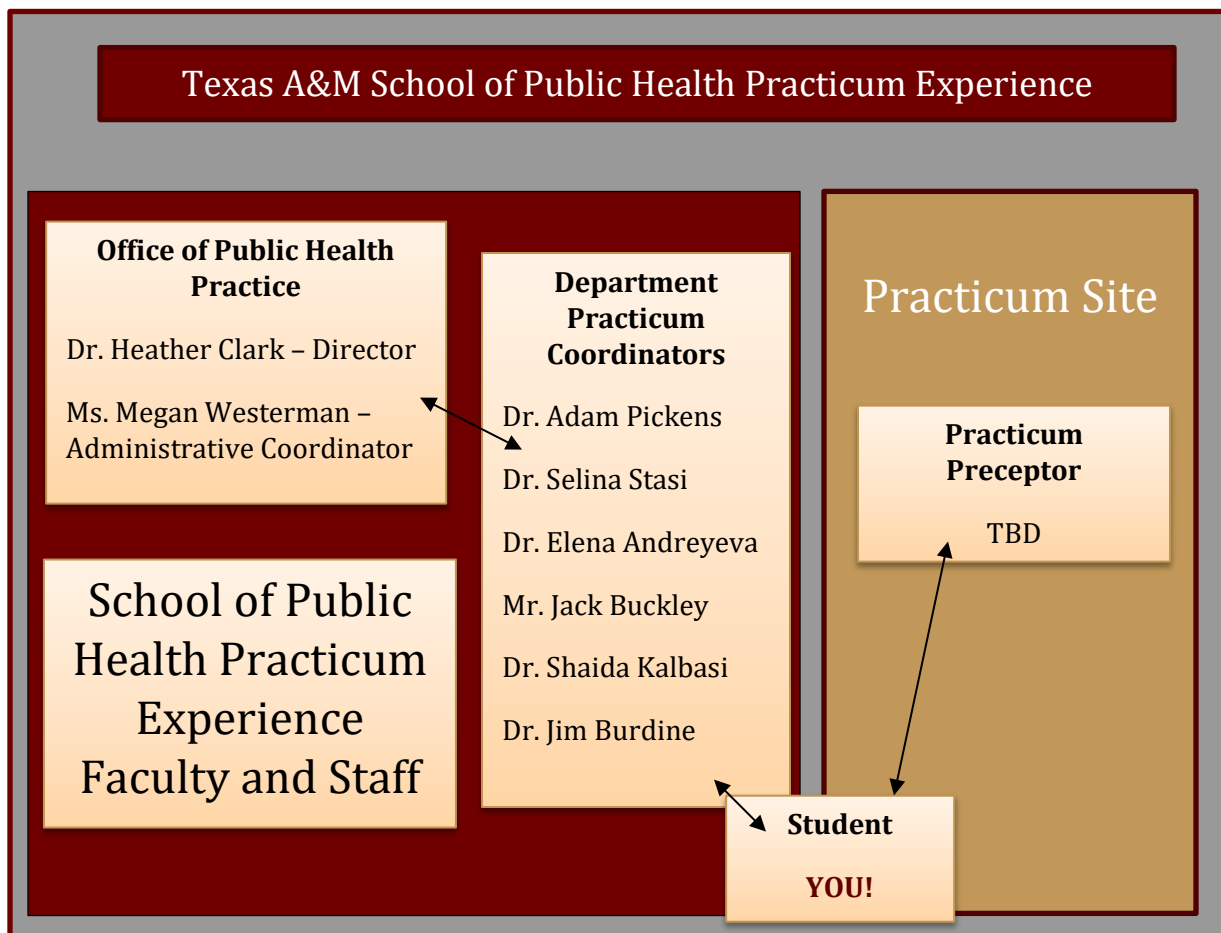 Texas A&M School of Public Health Practicum Experience
Office of Public Health
Practice
Dr. Heather Clark – Director
Ms. Megan Westerman –
Administrative Coordinator
School of Public
Health Practicum
Experience
Faculty and Staff
Department
Practicum
Coordinators
Dr. Adam Pickens
Dr. Selina Stasi
Dr. Elena Andreyeva
Mr. Jack Buckley
Dr. Shaida Kalbasi
Dr. Jim Burdine
Practicum Site
Practicum
Preceptor
TBD
Student
YOU!